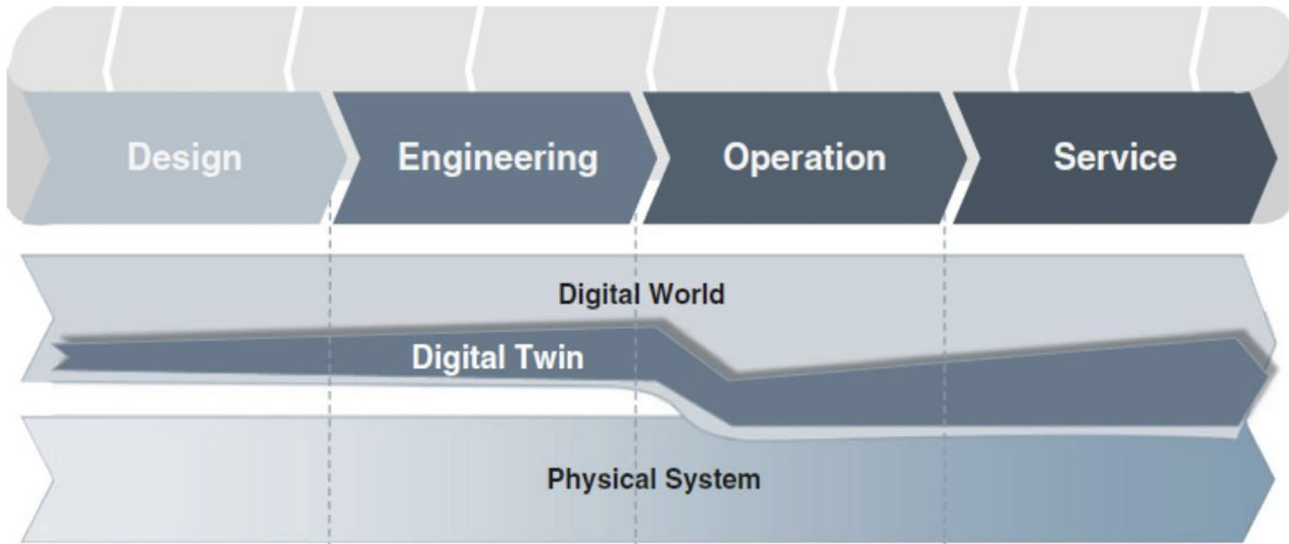 Design
Engineering
Operation
Service
Digital World
Digital Twin
Physical System